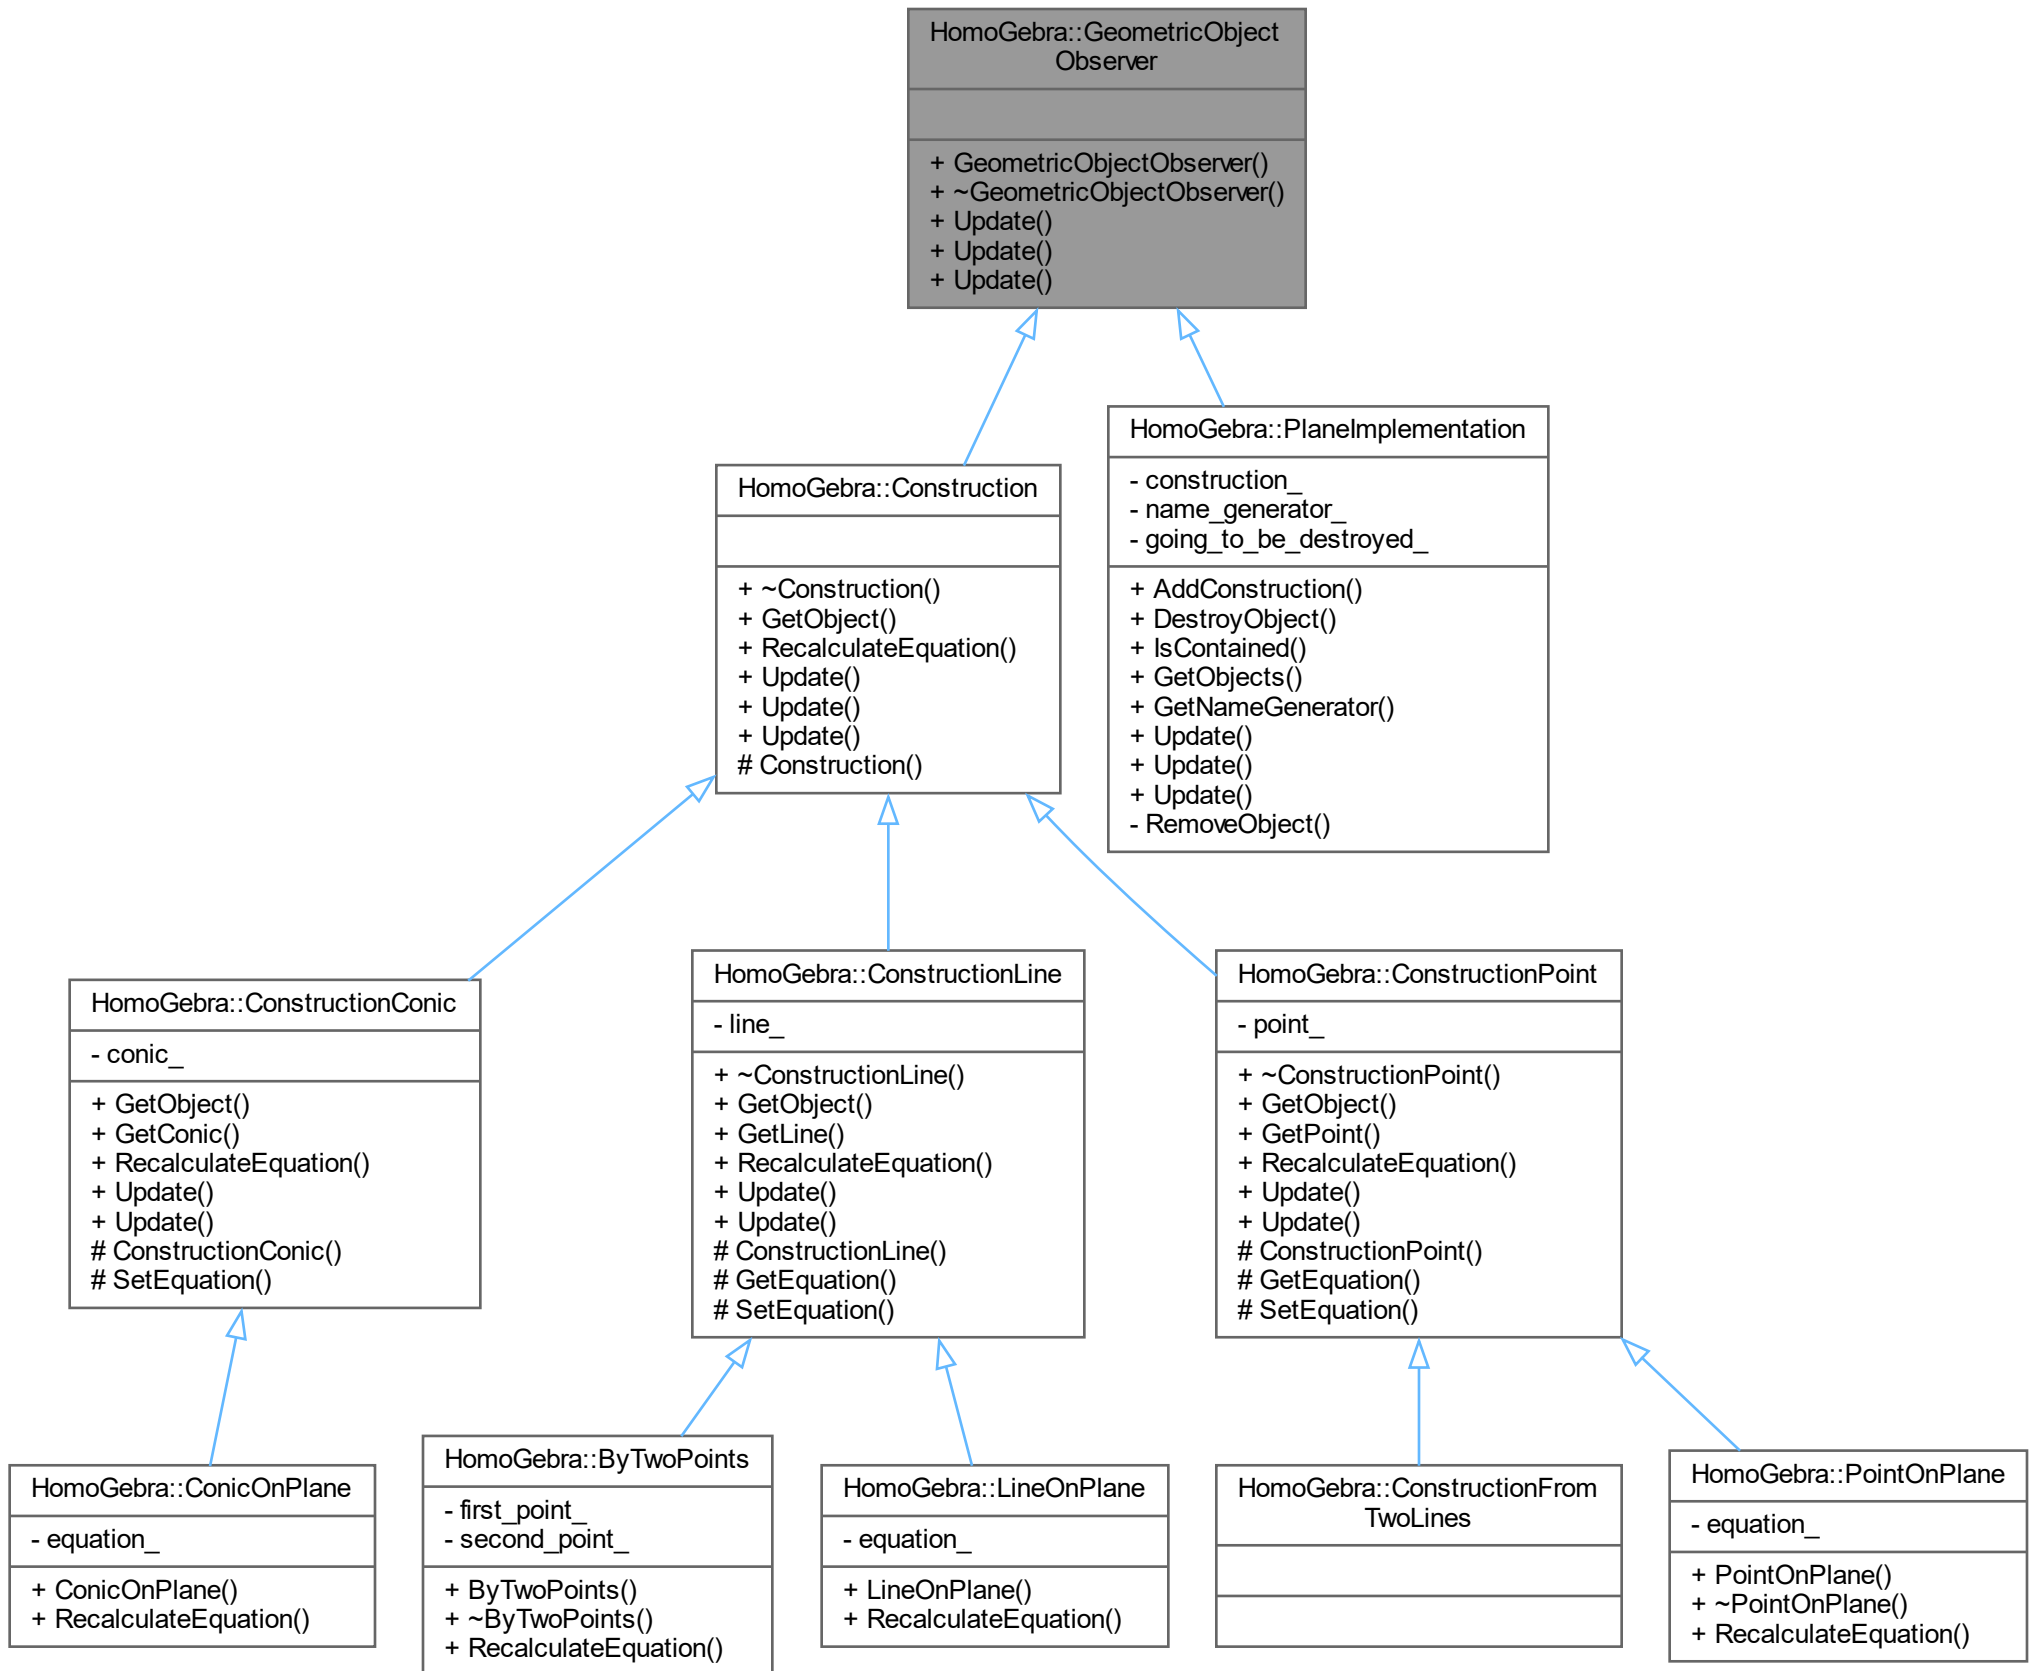 HomoGebra::GeometricObject
Observer
+ GeometricObjectObserver()
+ ~GeometricObjectObserver()
+ Update()
+ Update()
+ Update()
HomoGebra::Construction
+ ~Construction()
+ GetObject()
+ RecalculateEquation()
+ Update()
+ Update()
+ Update()
# Construction()
HomoGebra::PlaneImplementation
- construction_
- name_generator_
- going_to_be_destroyed_
+ AddConstruction()
+ DestroyObject()
+ IsContained()
+ GetObjects()
+ GetNameGenerator()
+ Update()
+ Update()
+ Update()
- RemoveObject()
HomoGebra::ConstructionConic
- conic_
+ GetObject()
+ GetConic()
+ RecalculateEquation()
+ Update()
+ Update()
# ConstructionConic()
# SetEquation()
HomoGebra::ConstructionLine
- line_
+ ~ConstructionLine()
+ GetObject()
+ GetLine()
+ RecalculateEquation()
+ Update()
+ Update()
# ConstructionLine()
# GetEquation()
# SetEquation()
HomoGebra::ConstructionPoint
- point_
+ ~ConstructionPoint()
+ GetObject()
+ GetPoint()
+ RecalculateEquation()
+ Update()
+ Update()
# ConstructionPoint()
# GetEquation()
# SetEquation()
HomoGebra::ConicOnPlane
- equation_
+ ConicOnPlane()
+ RecalculateEquation()
HomoGebra::ByTwoPoints
- first_point_
- second_point_
+ ByTwoPoints()
+ ~ByTwoPoints()
+ RecalculateEquation()
HomoGebra::LineOnPlane
- equation_
+ LineOnPlane()
+ RecalculateEquation()
HomoGebra::ConstructionFrom
TwoLines
HomoGebra::PointOnPlane
- equation_
+ PointOnPlane()
+ ~PointOnPlane()
+ RecalculateEquation()